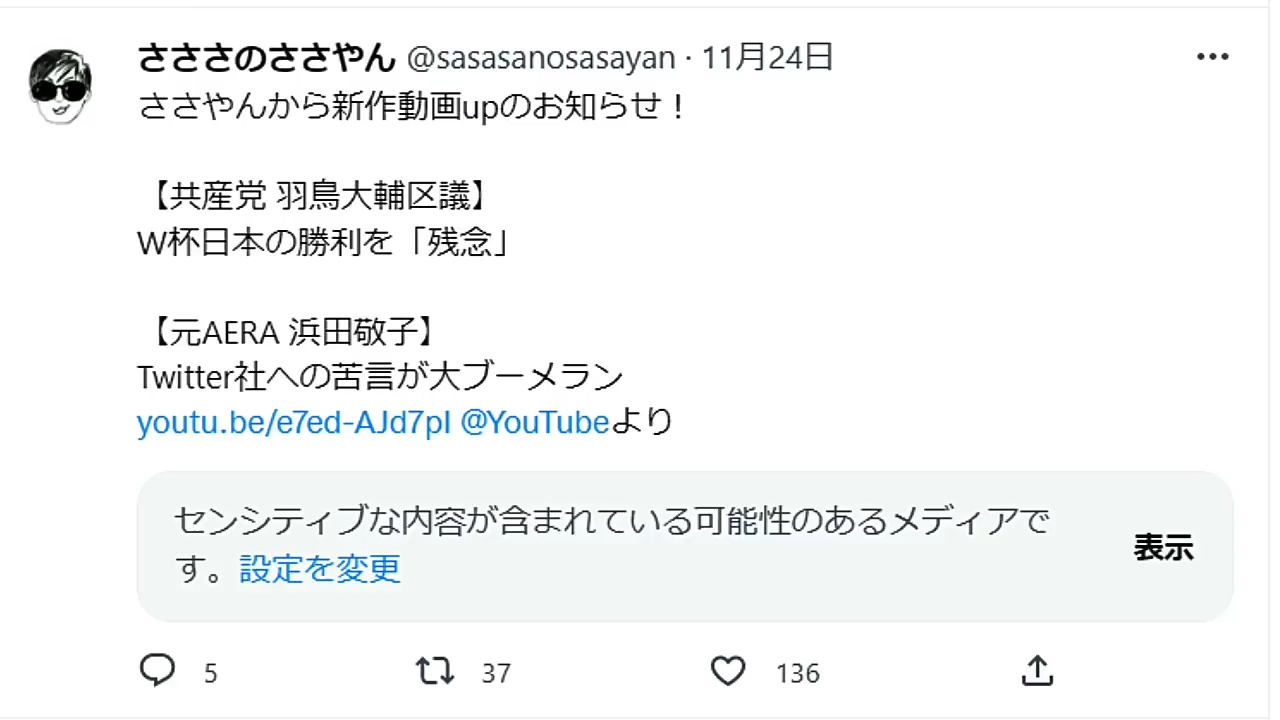 さささのささやん @sasasanosasayan · 11月24日
ささやんから新作動画upのお知らせ！
【共産党 羽鳥大輔区議】
W杯日本の勝利を「残念」
【元AERA 浜田敬子】
Twitter社への苦言が大ブーメラン
youtu.be/e7ed-AJd7pI @YouTubeより
センシティブな内容が含まれている可能性のあるメディアで
す。設定を変更
表示
5 37 136